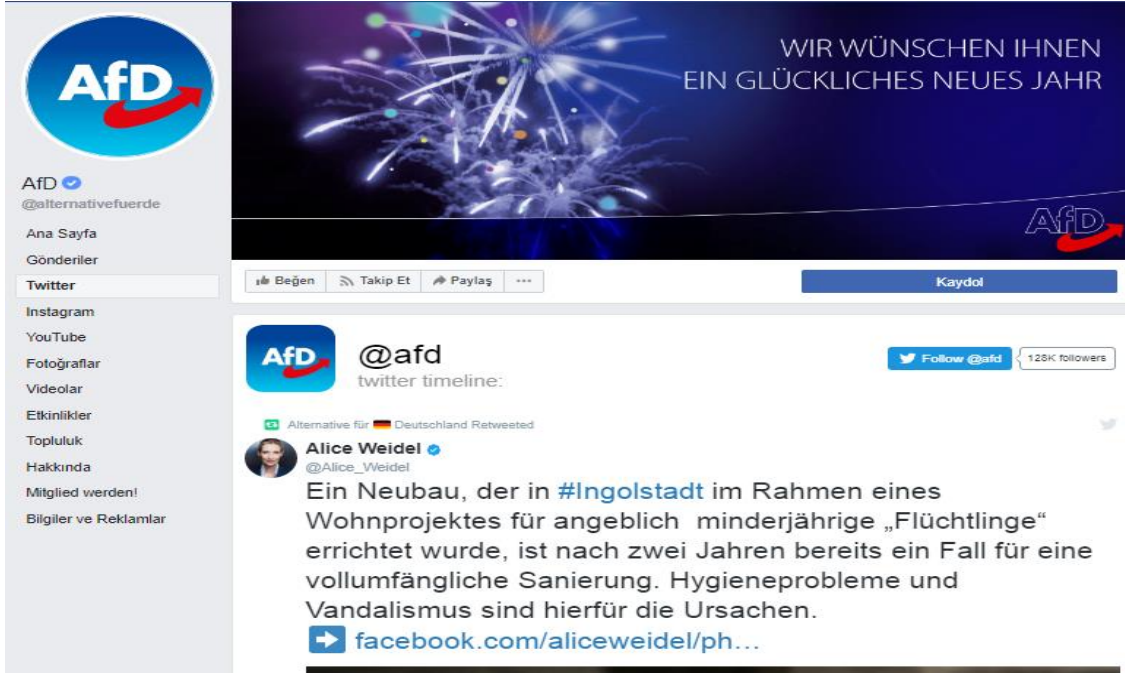 AfD
AfD
@alternativefuerde
Ana Sayfa
Gönderiler
Twitter
Instagram
YouTube
Fotoğraflar
Videolar
Etkinlikler
Topluluk
Hakkında
Mitglied werden!
Bilgiler ve Reklamlar
WIR WÜNSCHEN IHNEN
EIN GLÜCKLICHES NEUES JAHR
AfD
Beğen Takip Et Paylaş ...
Kaydol
AfD
@afd
twitter timeline:
Follow @afd 128K followers
Alternative für Deutschland Retweeted
Alice Weidel
@Alice_Weidel
Ein Neubau, der in #Ingolstadt im Rahmen eines
Wohnprojektes für angeblich minderjährige „Flüchtlinge“
errichtet wurde, ist nach zwei Jahren bereits ein Fall für eine
vollumfängliche Sanierung. Hygieneprobleme und
Vandalismus sind hierfür die Ursachen.
facebook.com/aliceweidel/ph...